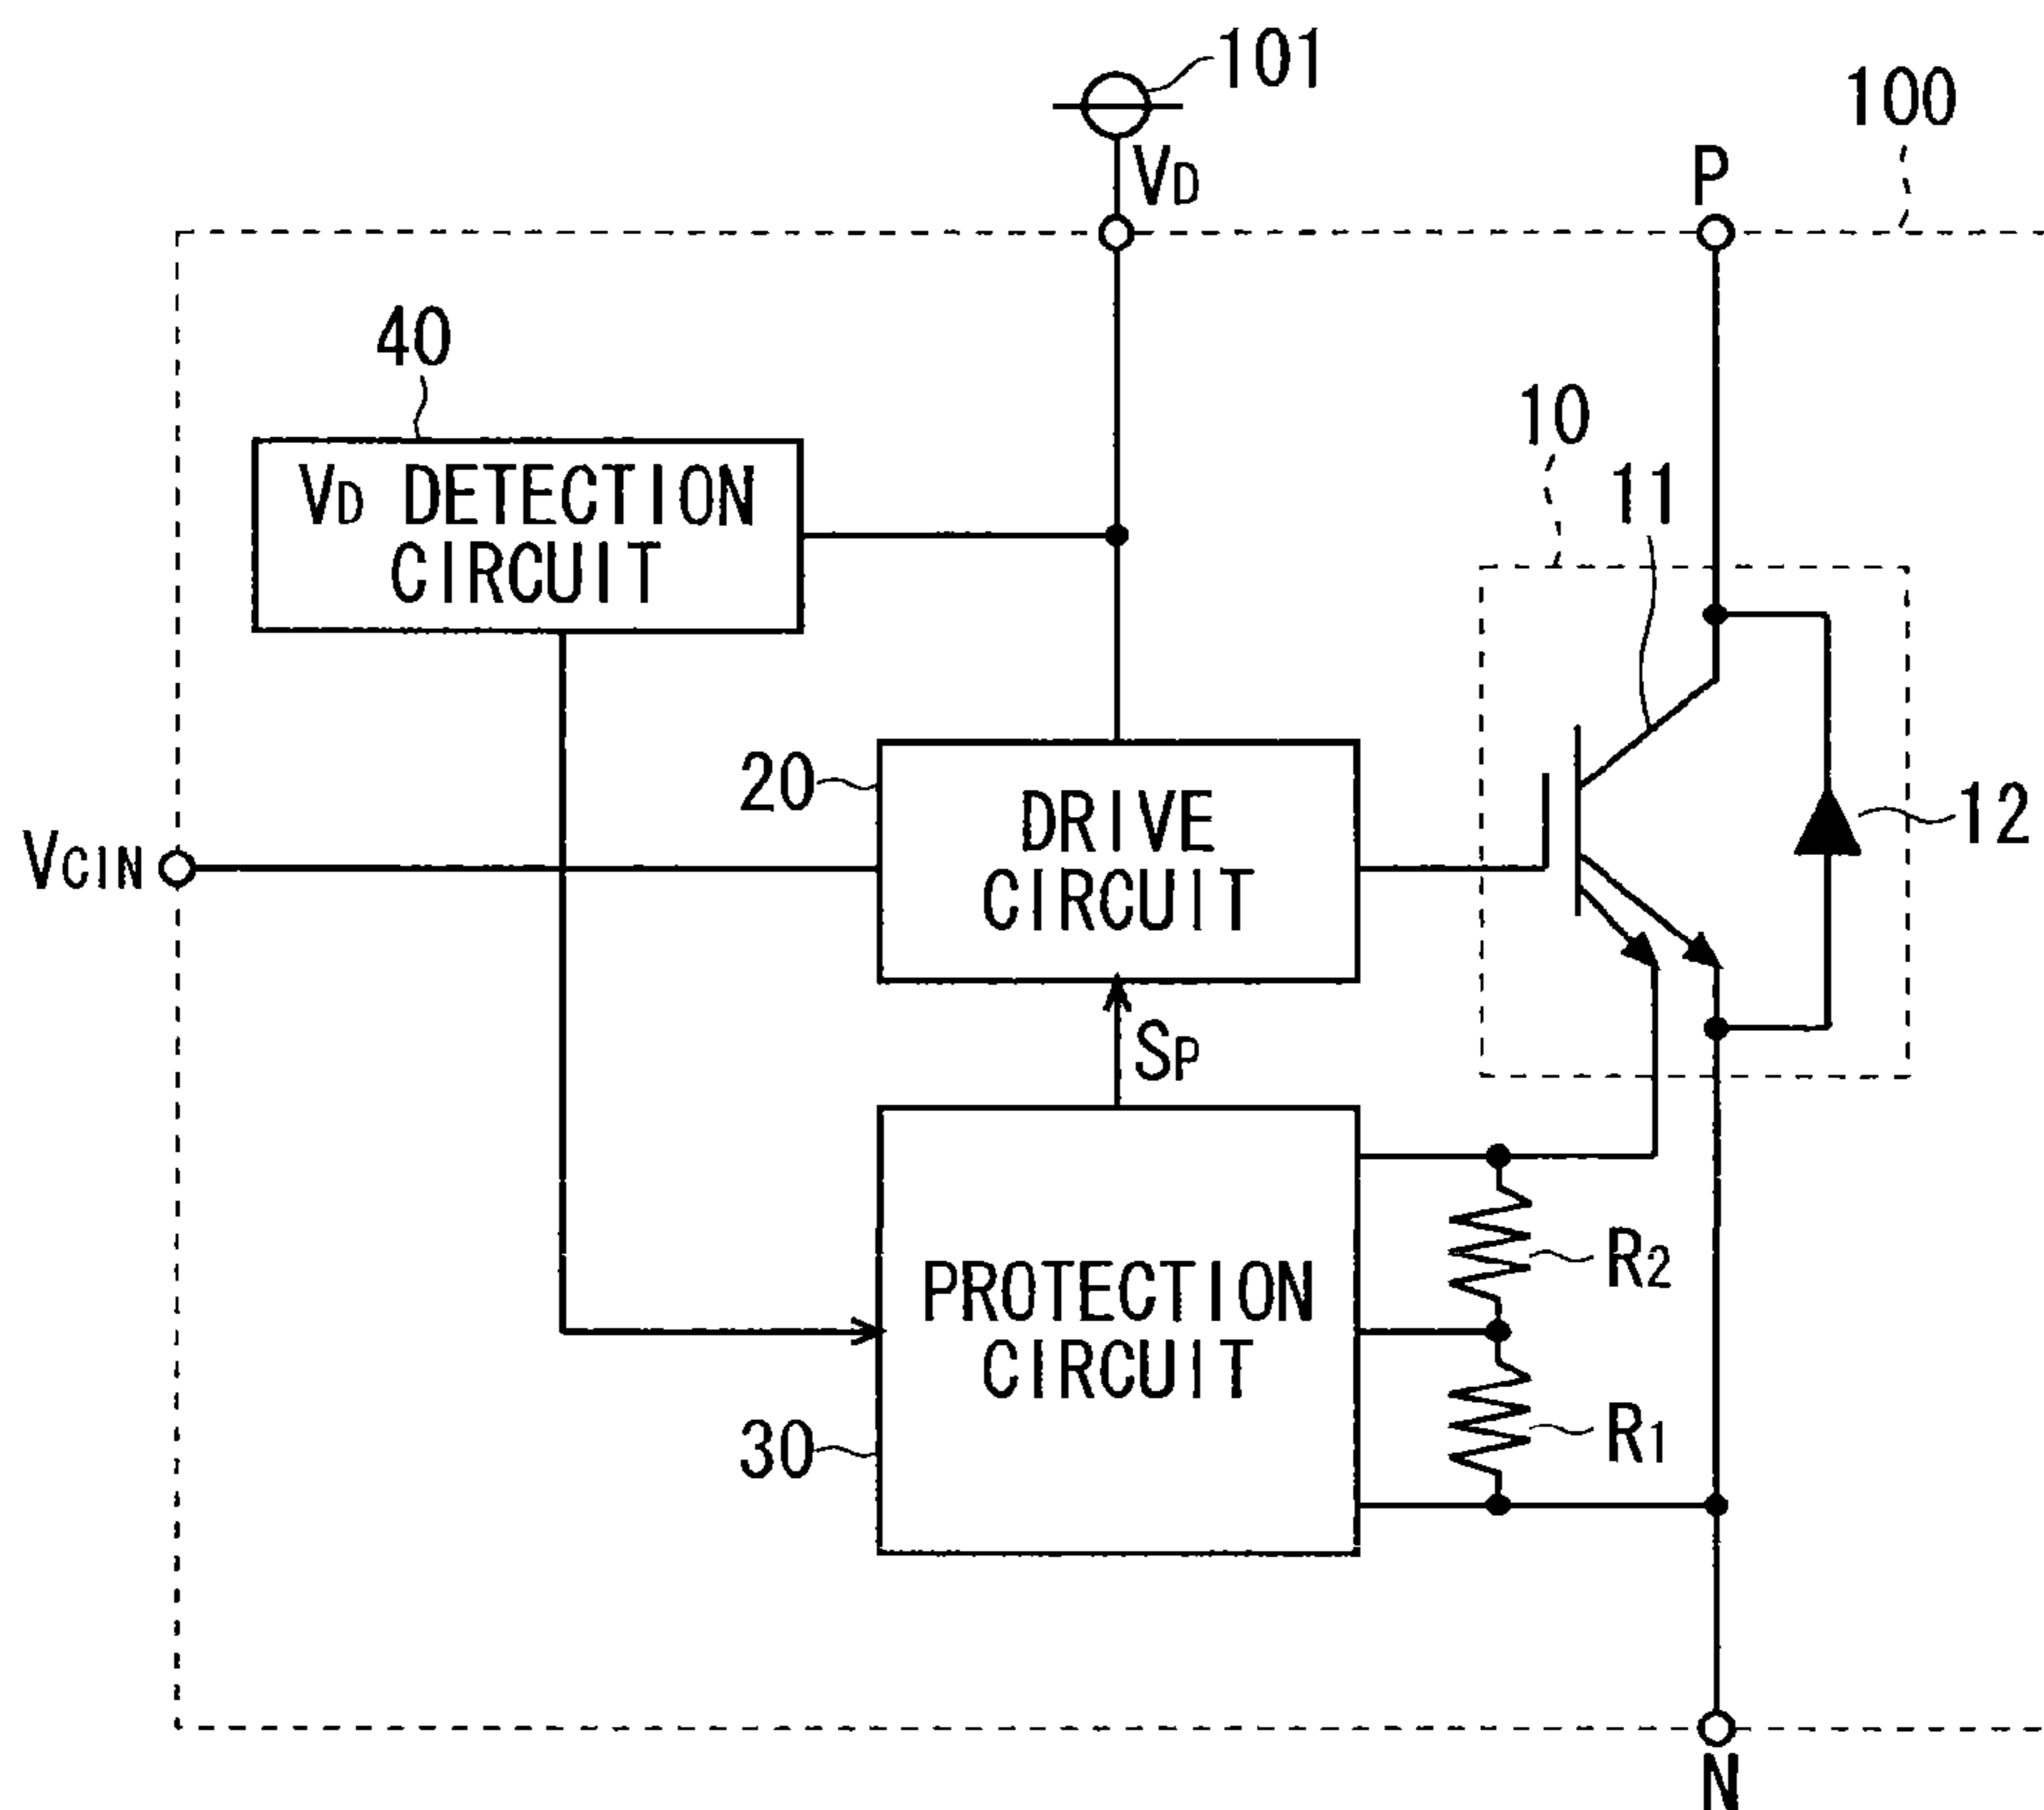 101
100
VD
P
40
10
11
VD DETECTION
CIRCUIT
20
DRIVE
CIRCUIT
12
VCIN
SP
PROTECTION
CIRCUIT
R2
R1
30
N